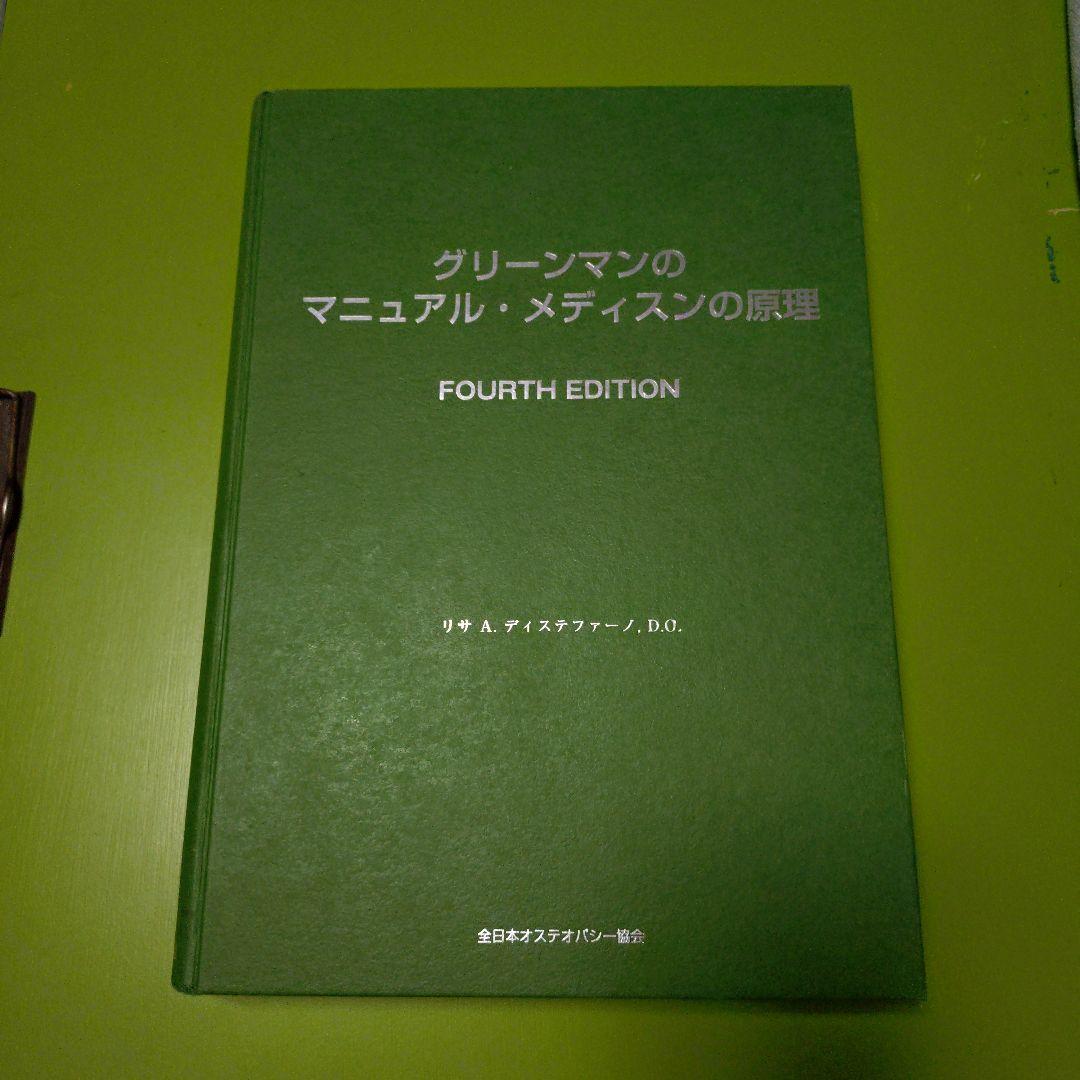 グリーンマンの
マニュアル・メディスンの原理
FOURTH EDITION
リサ A. ディステファーノ, D.O.
全日本オステオパシー協会